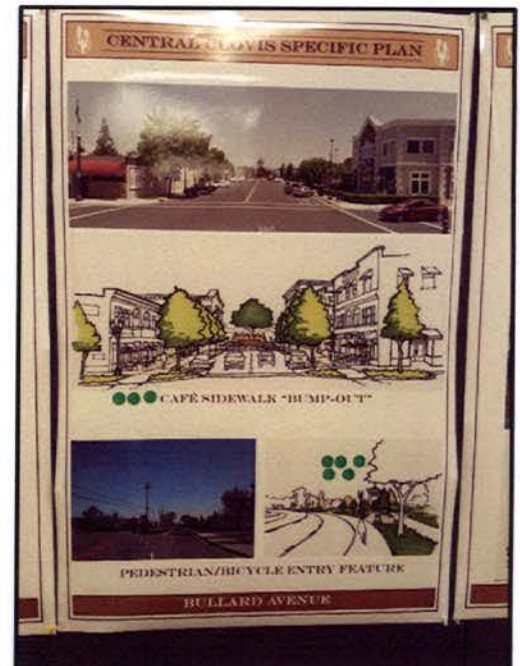 CENTRAL CLOVIS SPECIFIC PLAN
CAFÉ SIDEWALK "BUMP-OUT"
PEDESTRIAN/BICYCLE ENTRY FEATURE
BULLARD AVENUE